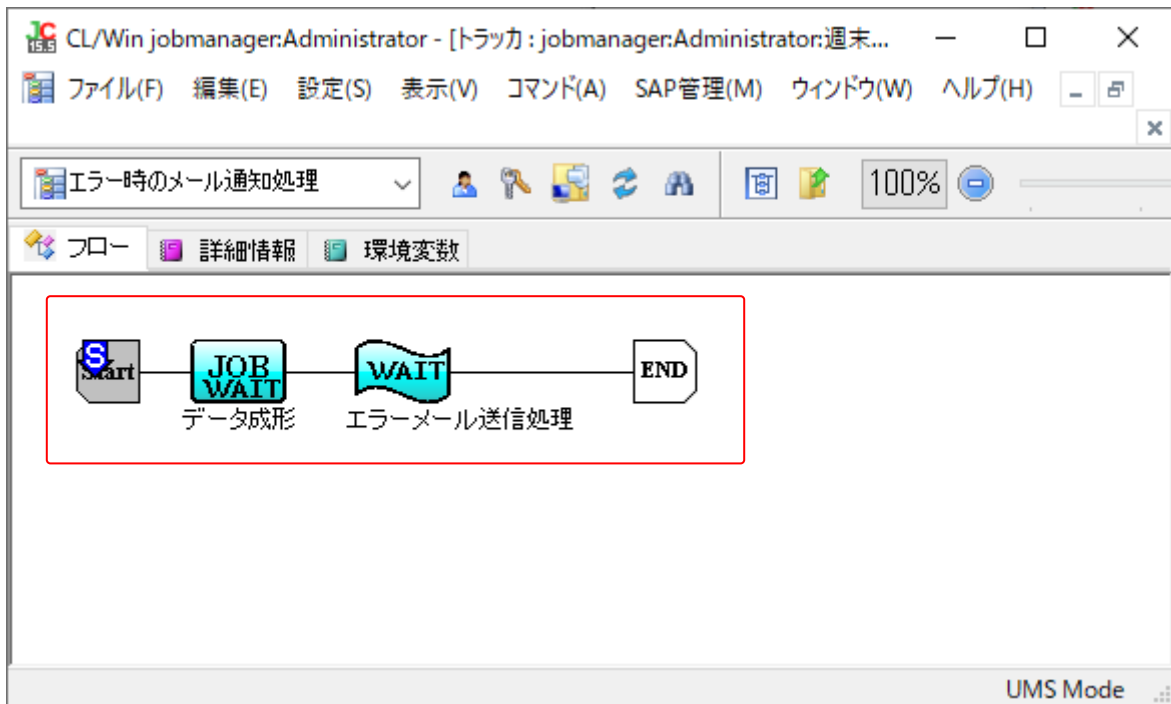 JC
15.5
CL/Win jobmanager:Administrator - [トラッカ : jobmanager:Administrator:週末...
ファイル(F) 編集(E) 設定(S) 表示(V) コマンド(A) SAP管理(M) ウィンドウ(W) ヘルプ(H)
エラー時のメール通知処理 100%
フロー 詳細情報 環境変数
S
Start JOB WAIT END
WAIT
データ成形 エラーメール送信処理
UMS Mode